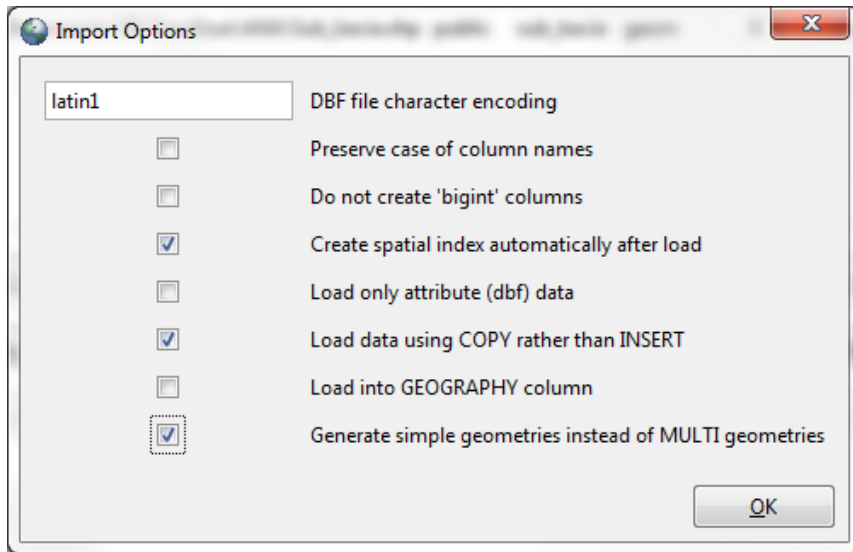 Import Options
latin1 DBF file character encoding
Preserve case of column names
Do not create 'bigint' columns
Create spatial index automatically after load
Load only attribute (dbf) data
Load data using COPY rather than INSERT
Load into GEOGRAPHY column
Generate simple geometries instead of MULTI geometries
OK